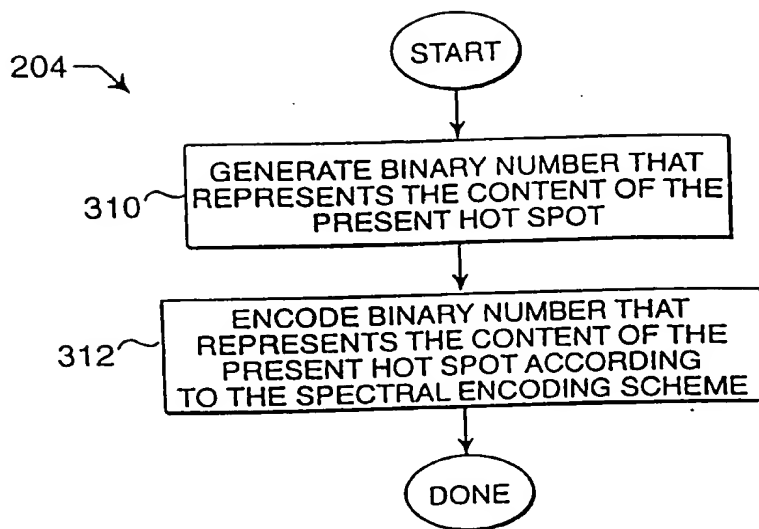 204
START
310
GENERATE BINARY NUMBER THAT
REPRESENTS THE CONTENT OF THE
PRESENT HOT SPOT
312
ENCODE BINARY NUMBER THAT
REPRESENTS THE CONTENT OF THE
PRESENT HOT SPOT ACCORDING
TO THE SPECTRAL ENCODING SCHEME
DONE